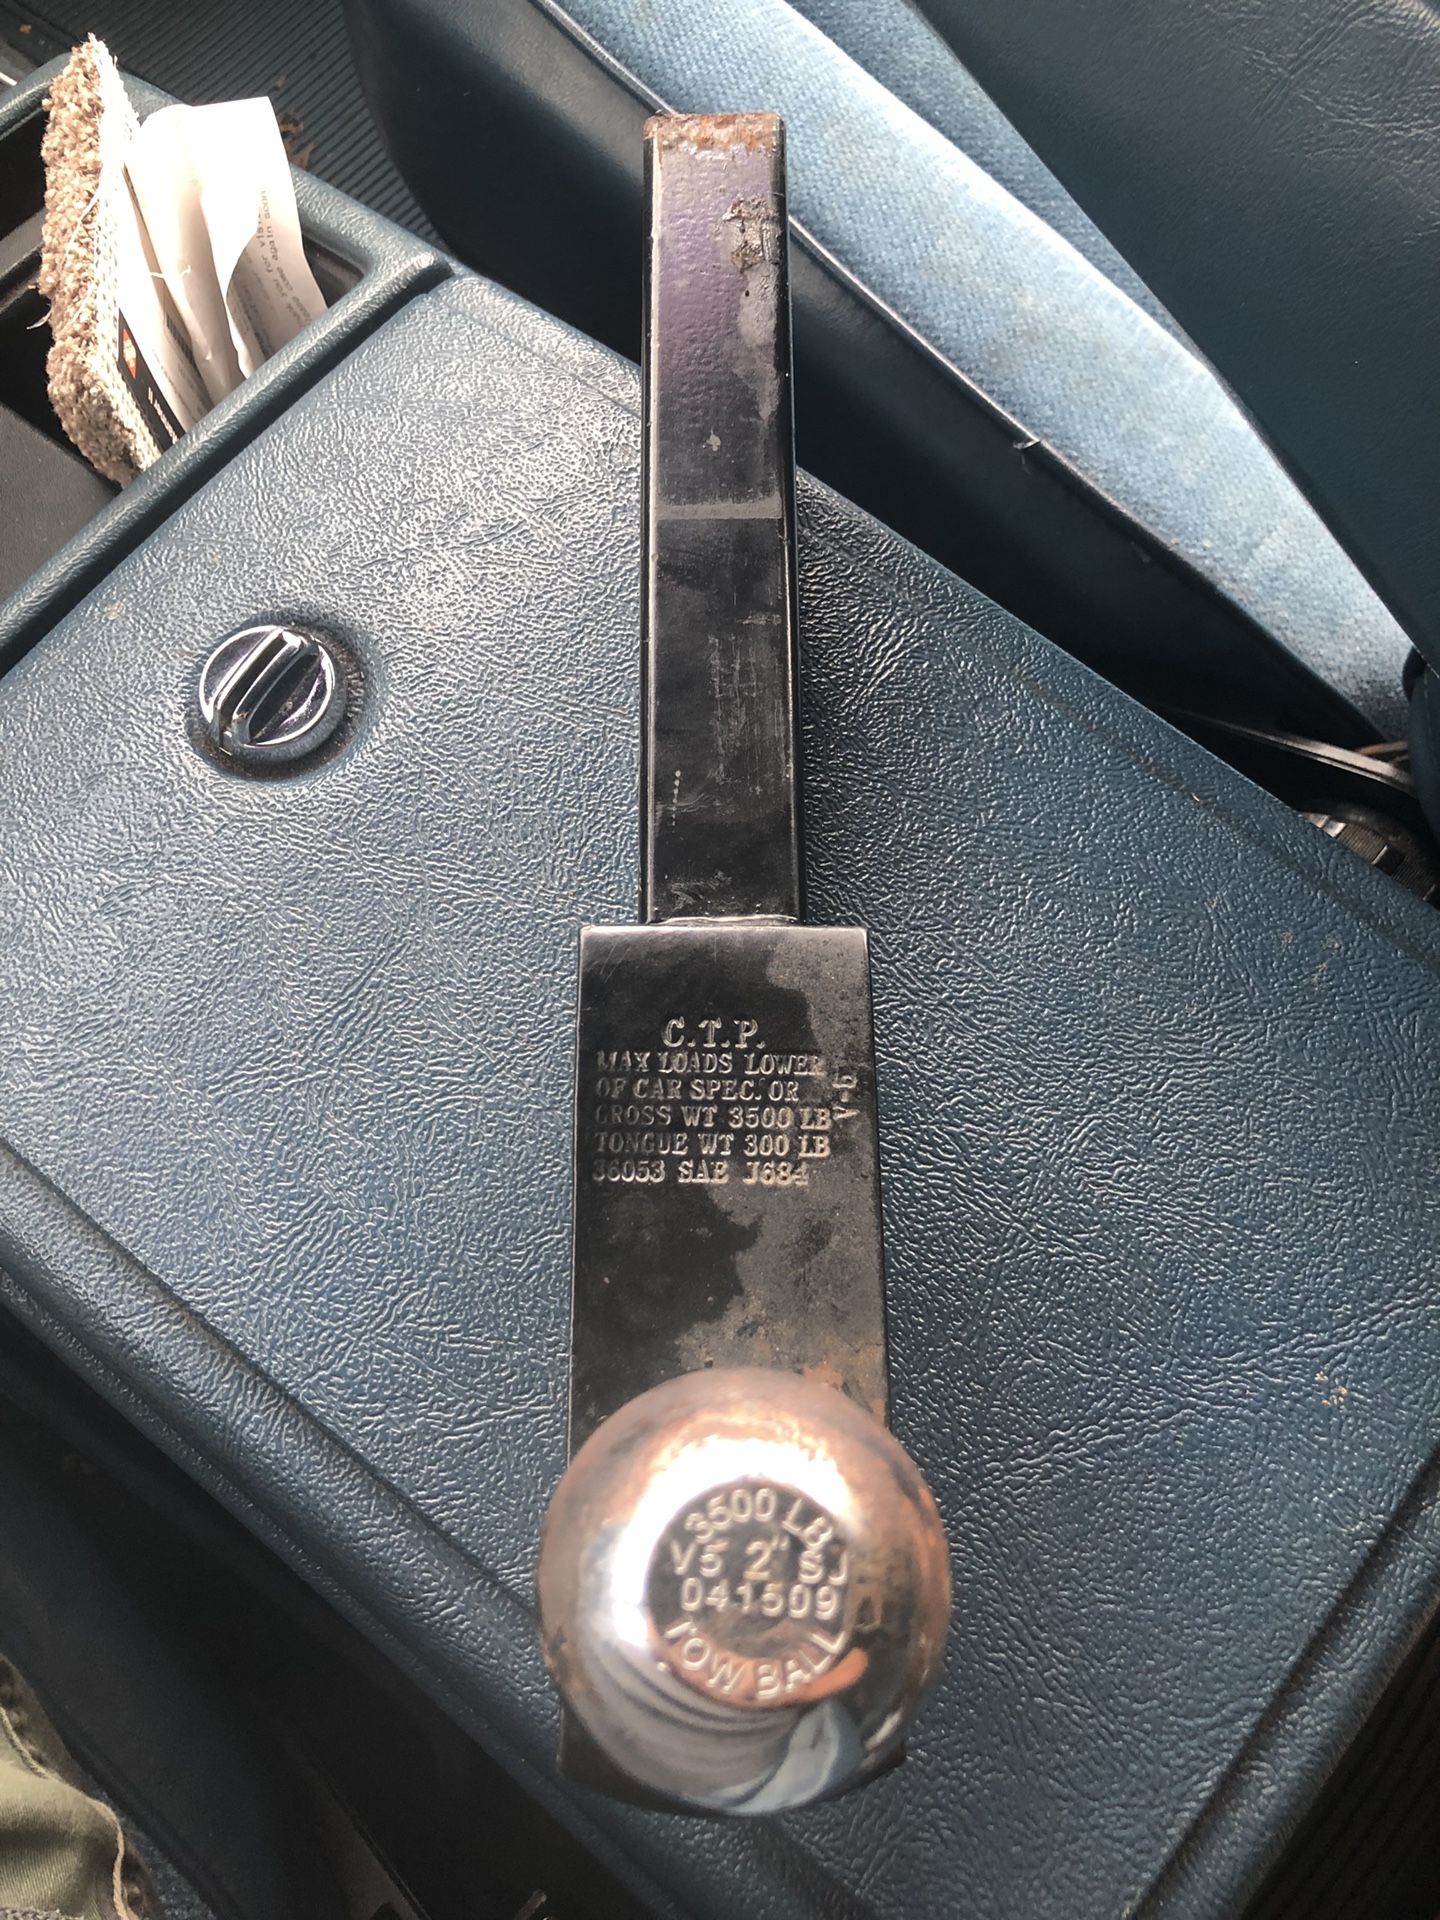 C.T.P.
MAX LOADS LOWER
OF CAR SPEC. OR
GROSS WT 3500 LB
TONGUE WT 300 LB
36053 SAE J684
3500 LB
V5 2" SJ
041509
TOW BALL